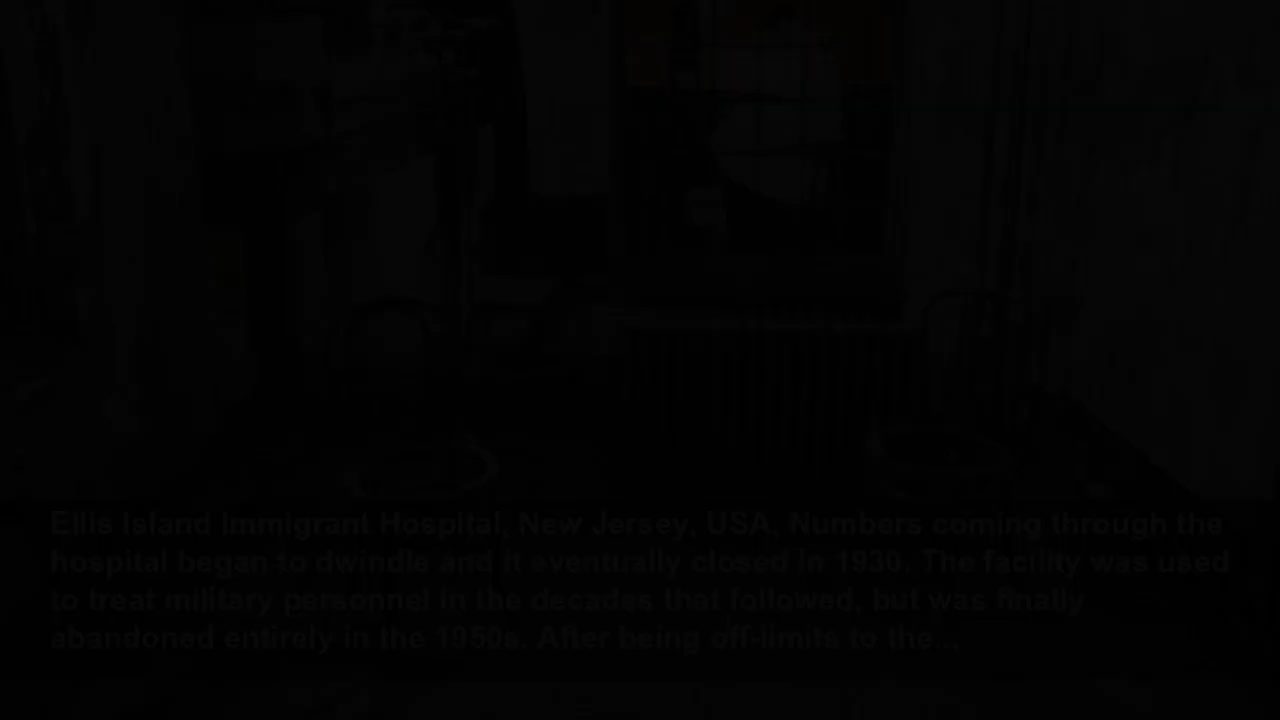 Ellis Island Immigrant Hospital, New Jersey, USA. Numbers coming through the
hospital began to dwindle and it eventually closed in 1930. The facility was used
to treat military personnel in the decades that followed, but was finally
abandoned entirely in the 1950s. After being off-limits to the...